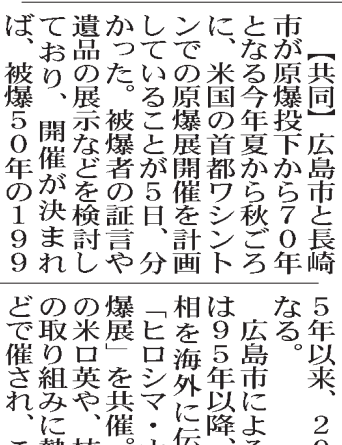 【共同】広島市と長崎
市が原爆投下から70年
となる今年夏から秋ごろ
に、米国の首都ワシント
ンでの原爆展開催を計画
していることが5日、分
かった。被爆者の証言や
遺品の展示などを検討し
ており、開催が決まれ
ば、被爆50年の199
5年以来、2
なる。
広島市によ
は95年以降、
相を海外に伝
「ヒロシマ・
爆展」を共催。
の米ロ英や、
の取り組みに
どで催され、